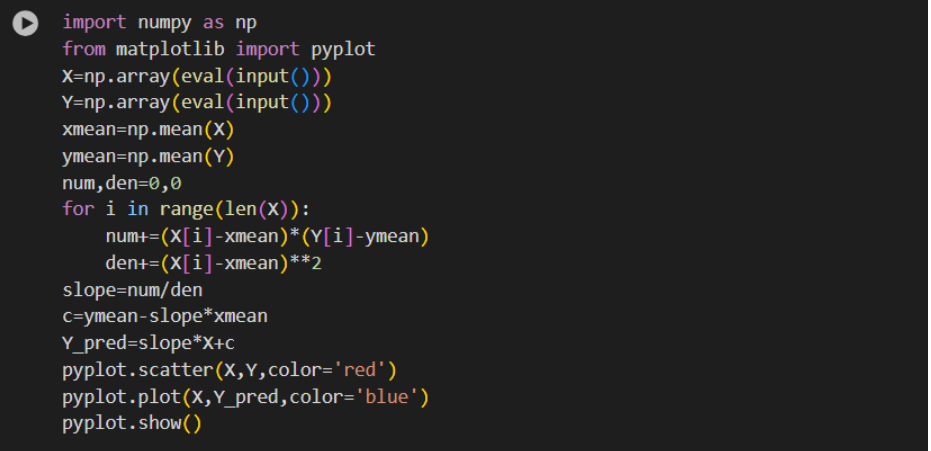 import numpy as np
from matplotlib import pyplot
X=np.array(eval(input()))
Y=np.array(eval(input()))
xmean=np.mean(X)
ymean=np.mean(Y)
num,den=0,0
for i in range(len(X)):
    num+=(X[i]-xmean)*(Y[i]-ymean)
    den+=(X[i]-xmean)**2
slope=num/den
c=ymean-slope*xmean
Y_pred=slope*X+c
pyplot.scatter(X,Y,color='red')
pyplot.plot(X,Y_pred,color='blue')
pyplot.show()